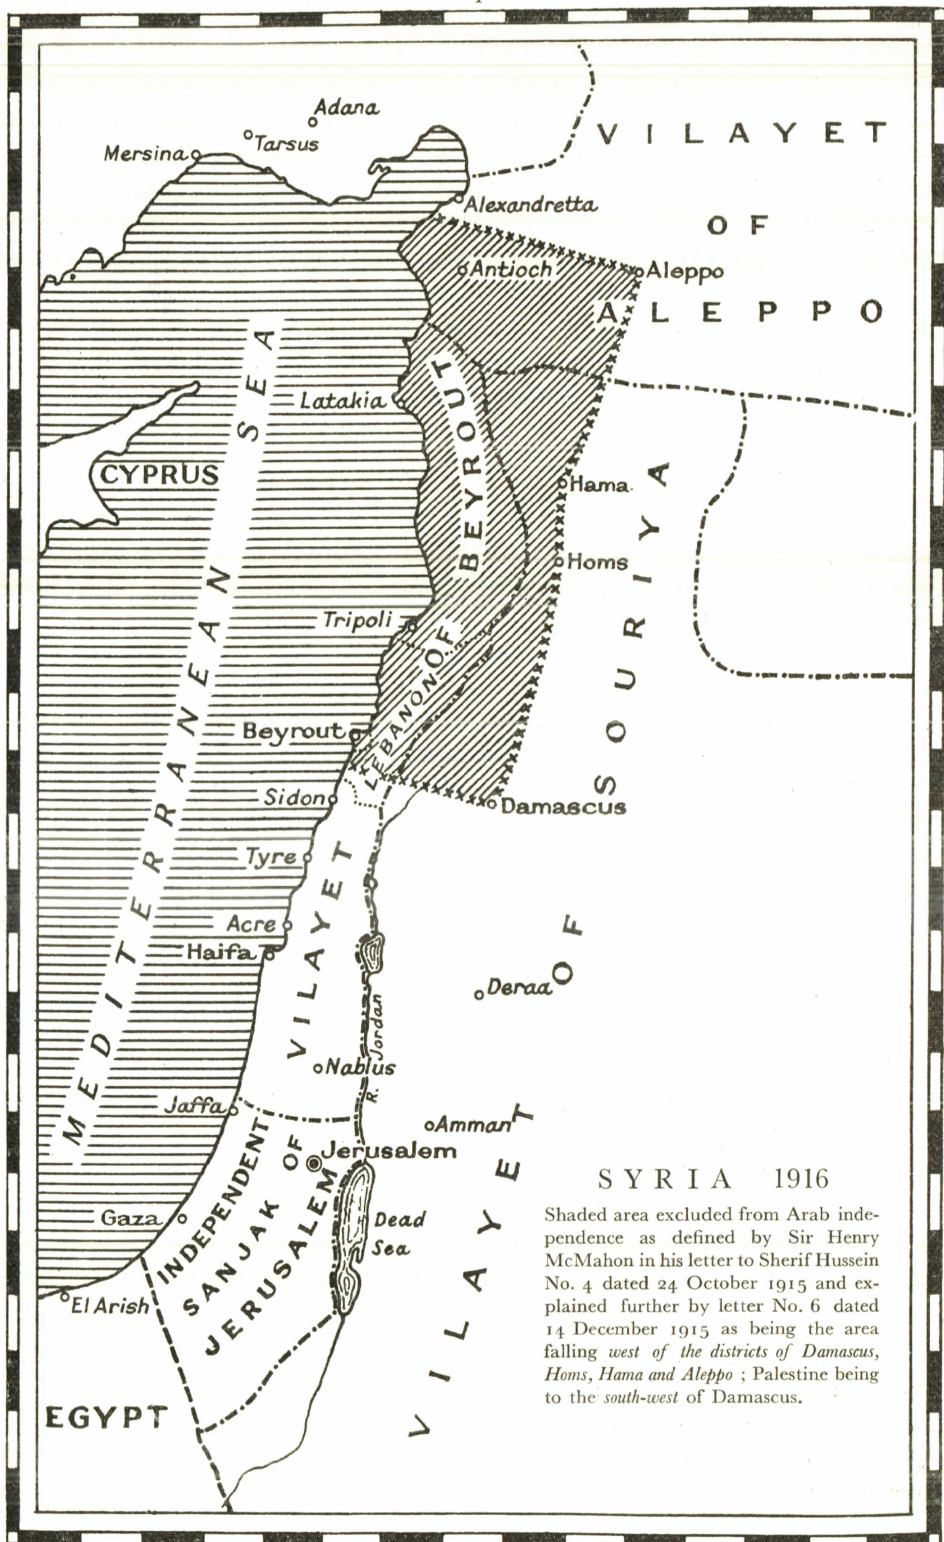 Adana
Tarsus
Mersina
VILAYET
OF
ALEPPO
Alexandretta
Antioch
Aleppo
MEDITERRANEAN SEA
BEYROUT
Latakia
CYPRUS
Hama
Homs
SOURIYA
Tripoli
OF
LEBANON
Beyrout
Sidon
Damascus
Tyre
VILAYET
Acre
Haifa
OF
Deraa
R. Jordan
Nablus
Jaffa
Amman
INDEPENDENT
SANJAK OF
JERUSALEM
Jerusalem
VILAYET
Gaza
Dead
Sea
El Arish
EGYPT
SYRIA 1916
Shaded area excluded from Arab inde-
pendence as defined by Sir Henry
McMahon in his letter to Sherif Hussein
No. 4 dated 24 October 1915 and ex-
plained further by letter No. 6 dated
14 December 1915 as being the area
falling west of the districts of Damascus,
Homs, Hama and Aleppo ; Palestine being
to the south-west of Damascus.